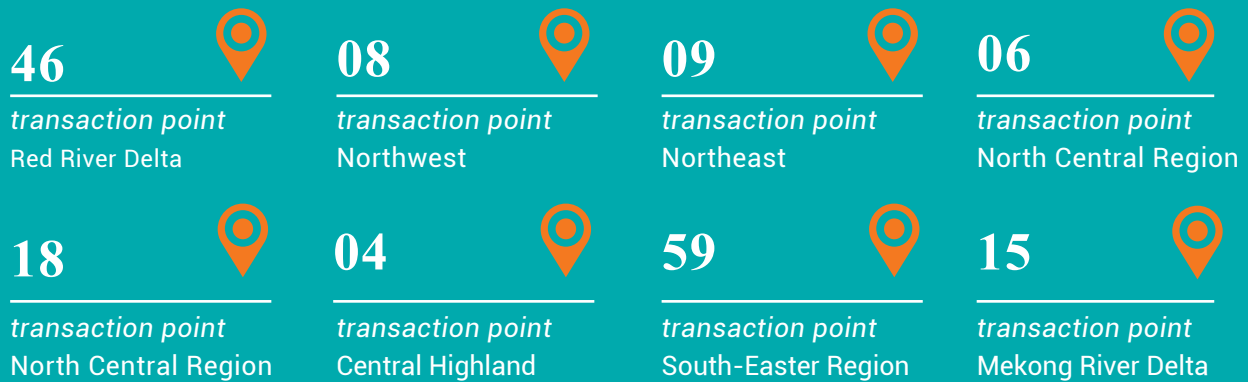 46
transaction point
Red River Delta
08
transaction point
Northwest
09
transaction point
Northeast
06
transaction point
North Central Region
18
transaction point
North Central Region
04
transaction point
Central Highland
59
transaction point
South-Easter Region
15
transaction point
Mekong River Delta